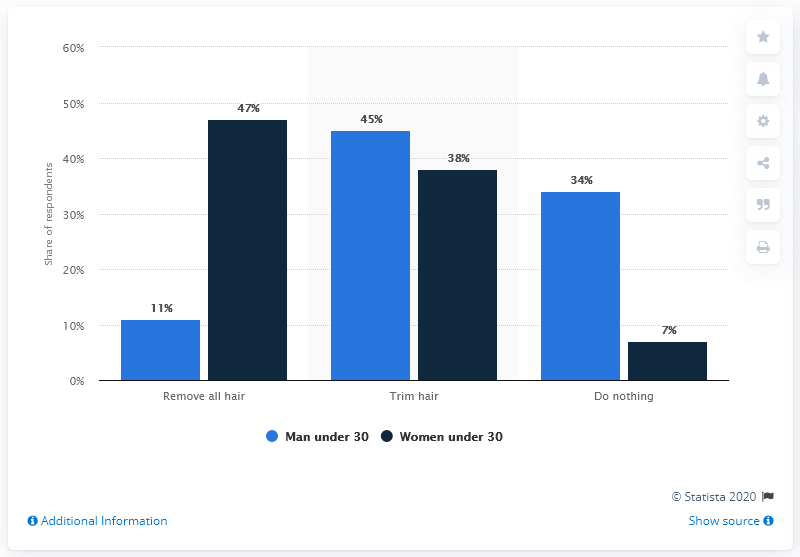 60%
50%
40%
30%
20%
10%
0%
Share of respondents
11%
47%
45%
38%
34%
7%
Remove all hair
Trim hair
Do nothing
Man under 30
Women under 30
© Statista 2020
Additional Information
Show source